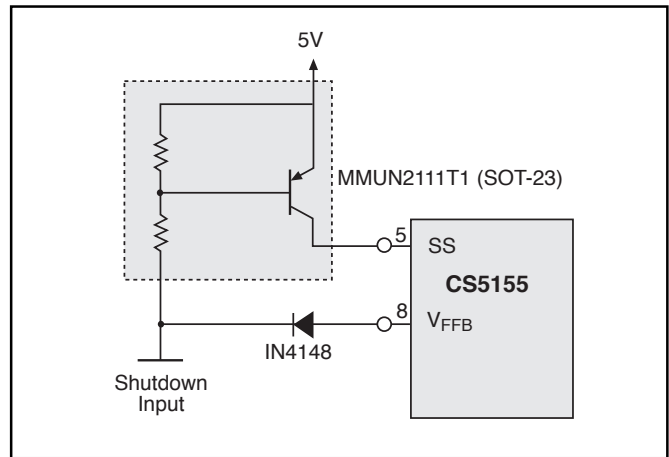 5V
MMUN2111T1 (SOT-23)
5
SS
CS5155
8
VFFB
IN4148
Shutdown
Input